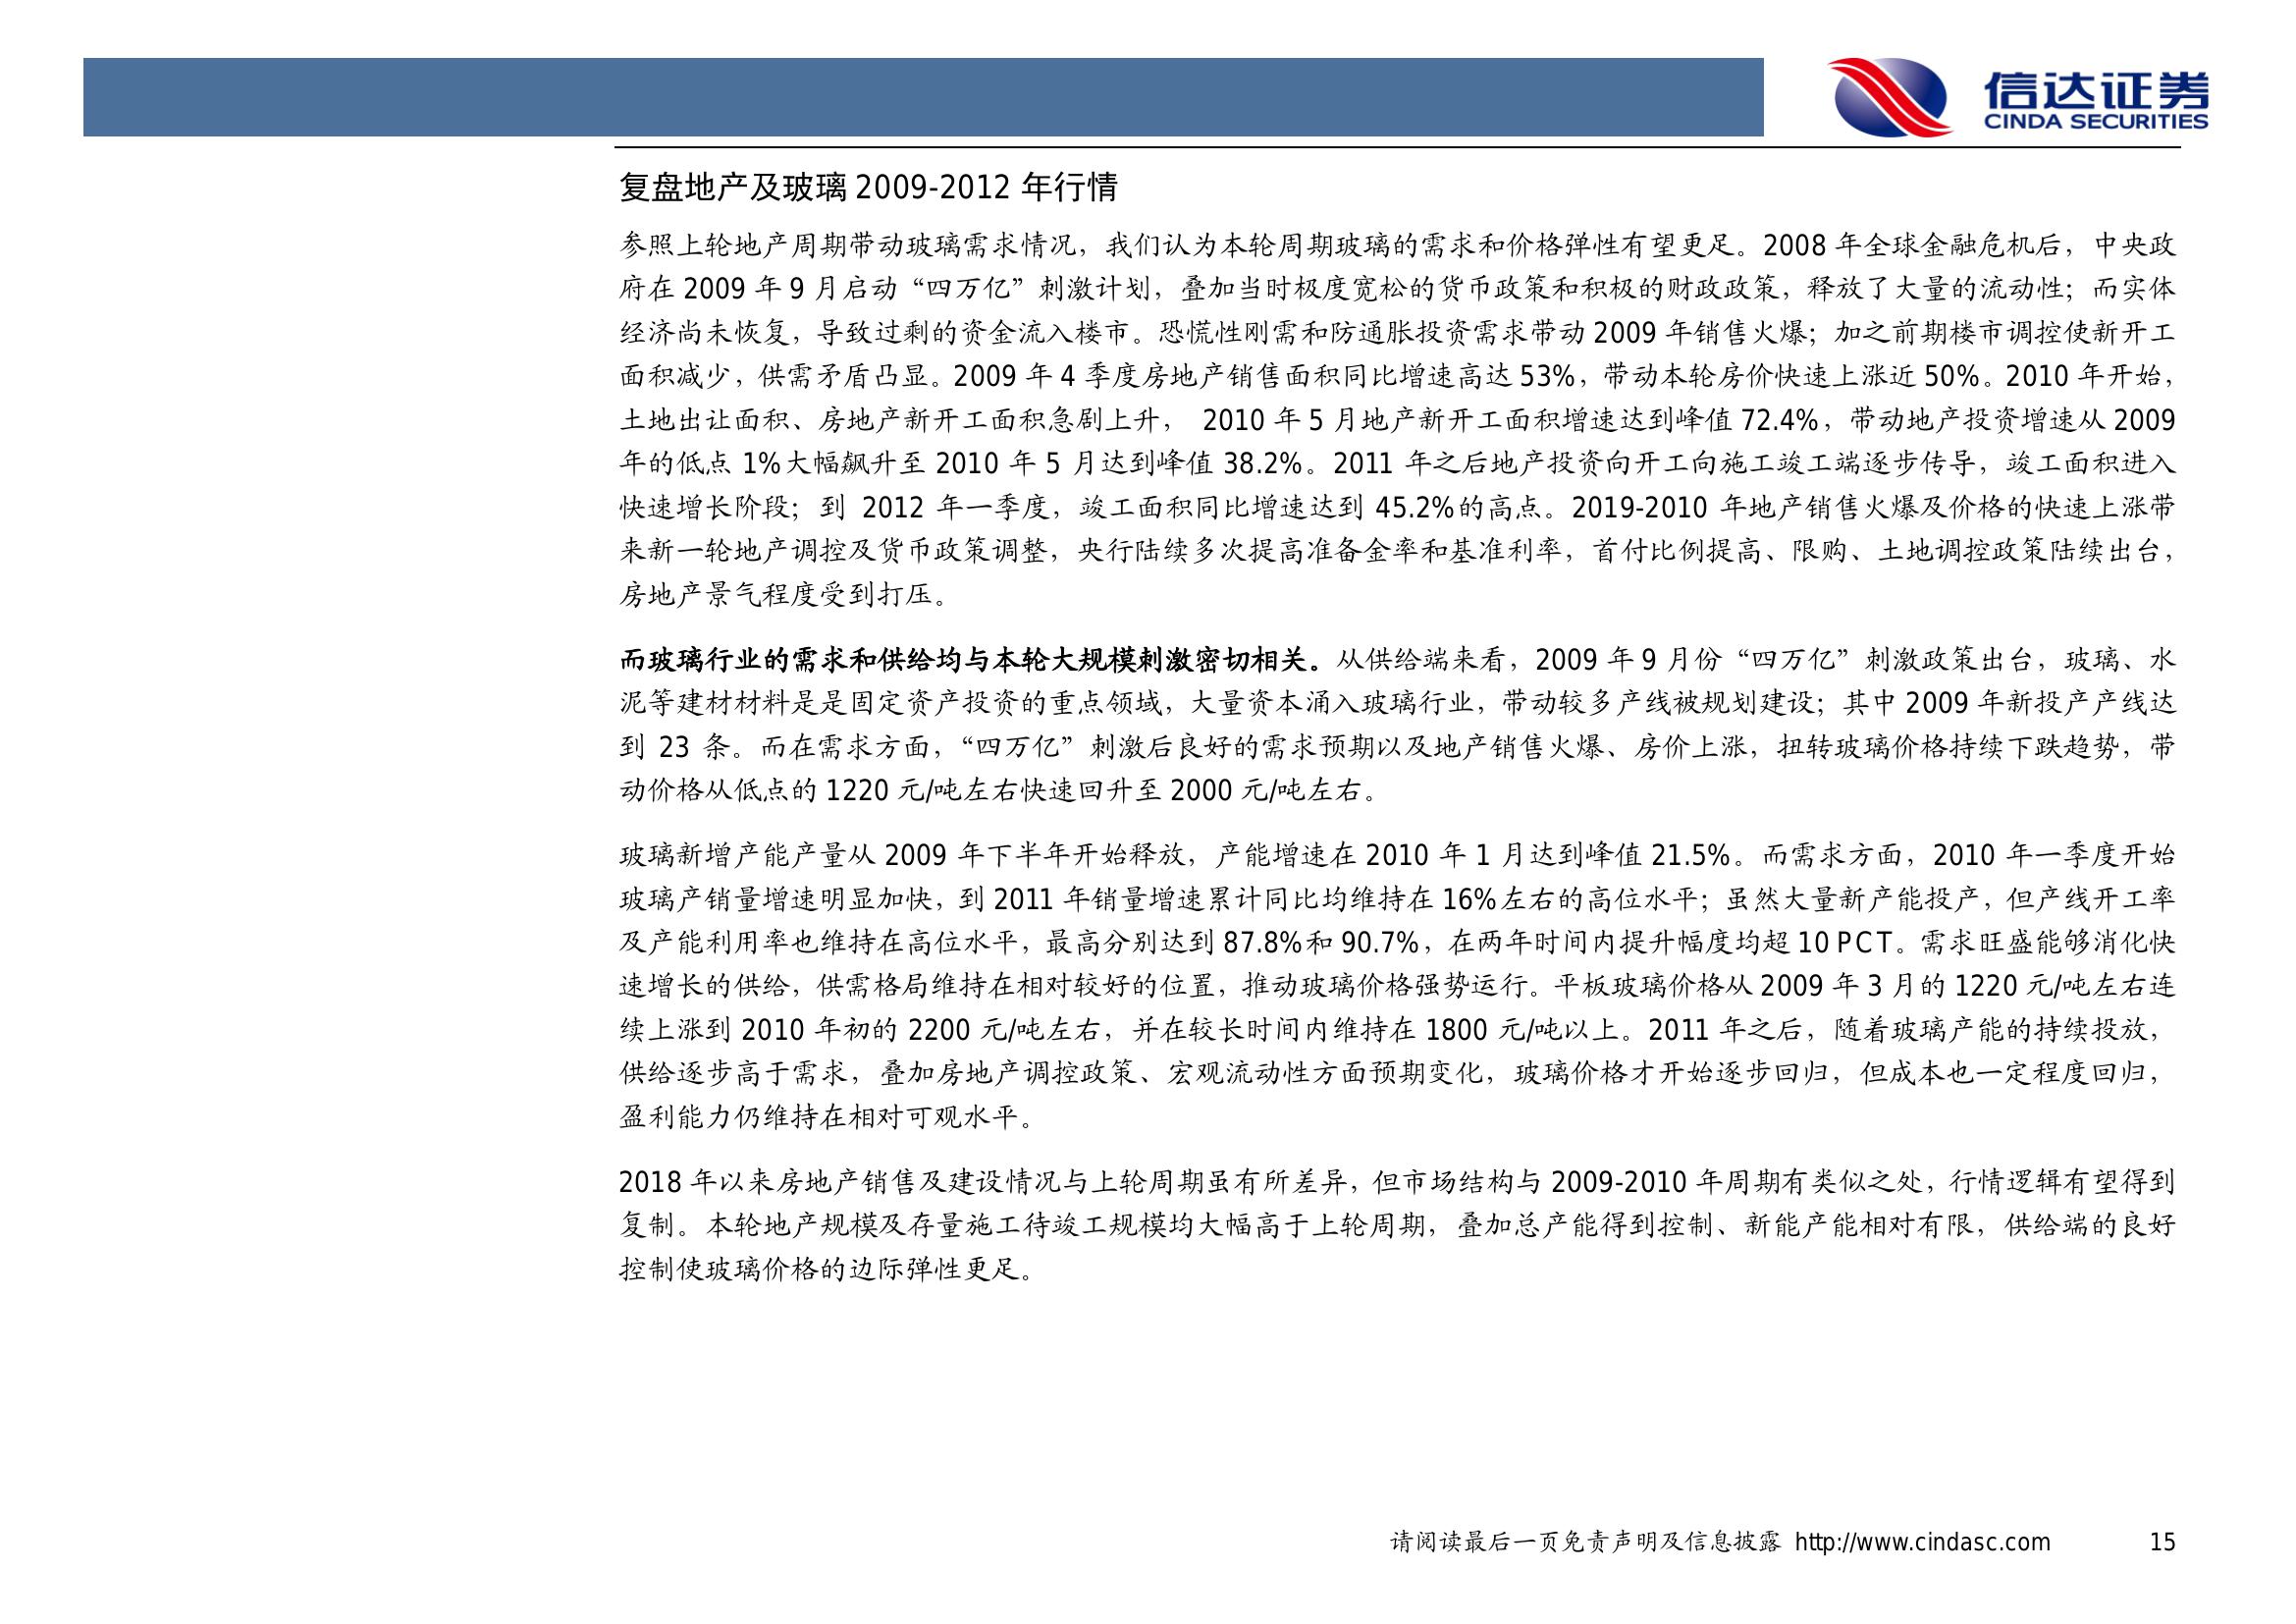 信达证券
CINDA SECURITIES
复盘地产及玻璃 2009-2012 年行情
参照上轮地产周期带动玻璃需求情况，我们认为本轮周期玻璃的需求和价格弹性有望更足。2008 年全球金融危机后，中央政
府在 2009 年 9 月启动“四万亿”刺激计划，叠加当时极度宽松的货币政策和积极的财政政策，释放了大量的流动性；而实体
经济尚未恢复，导致过剩的资金流入楼市。恐慌性刚需和防通胀投资需求带动 2009 年销售火爆；加之前期楼市调控使新开工
面积减少，供需矛盾凸显。2009 年 4 季度房地产销售面积同比增速高达 53%，带动本轮房价快速上涨近 50%。2010 年开始，
土地出让面积、房地产新开工面积急剧上升， 2010 年 5 月地产新开工面积增速达到峰值 72.4%，带动地产投资增速从 2009
年的低点 1%大幅飙升至 2010 年 5 月达到峰值 38.2%。2011 年之后地产投资向开工向施工竣工端逐步传导，竣工面积进入
快速增长阶段；到 2012 年一季度，竣工面积同比增速达到 45.2%的高点。2019-2010 年地产销售火爆及价格的快速上涨带
来新一轮地产调控及货币政策调整，央行陆续多次提高准备金率和基准利率，首付比例提高、限购、土地调控政策陆续出台，
房地产景气程度受到打压。
而玻璃行业的需求和供给均与本轮大规模刺激密切相关。从供给端来看，2009 年 9 月份“四万亿”刺激政策出台，玻璃、水
泥等建材材料是是固定资产投资的重点领域，大量资本涌入玻璃行业，带动较多产线被规划建设；其中 2009 年新投产产线达
到 23 条。而在需求方面，“四万亿”刺激后良好的需求预期以及地产销售火爆、房价上涨，扭转玻璃价格持续下跌趋势，带
动价格从低点的 1220 元/吨左右快速回升至 2000 元/吨左右。
玻璃新增产能产量从 2009 年下半年开始释放，产能增速在 2010 年 1 月达到峰值 21.5%。而需求方面，2010 年一季度开始
玻璃产销量增速明显加快，到 2011 年销量增速累计同比均维持在 16%左右的高位水平；虽然大量新产能投产，但产线开工率
及产能利用率也维持在高位水平，最高分别达到 87.8%和 90.7%，在两年时间内提升幅度均超 10 PCT。需求旺盛能够消化快
速增长的供给，供需格局维持在相对较好的位置，推动玻璃价格强势运行。平板玻璃价格从 2009 年 3 月的 1220 元/吨左右连
续上涨到 2010 年初的 2200 元/吨左右，并在较长时间内维持在 1800 元/吨以上。2011 年之后，随着玻璃产能的持续投放，
供给逐步高于需求，叠加房地产调控政策、宏观流动性方面预期变化，玻璃价格才开始逐步回归，但成本也一定程度回归，
盈利能力仍维持在相对可观水平。
2018 年以来房地产销售及建设情况与上轮周期虽有所差异，但市场结构与 2009-2010 年周期有类似之处，行情逻辑有望得到
复制。本轮地产规模及存量施工待竣工规模均大幅高于上轮周期，叠加总产能得到控制、新能产能相对有限，供给端的良好
控制使玻璃价格的边际弹性更足。
请阅读最后一页免责声明及信息披露 http://www.cindasc.com 15